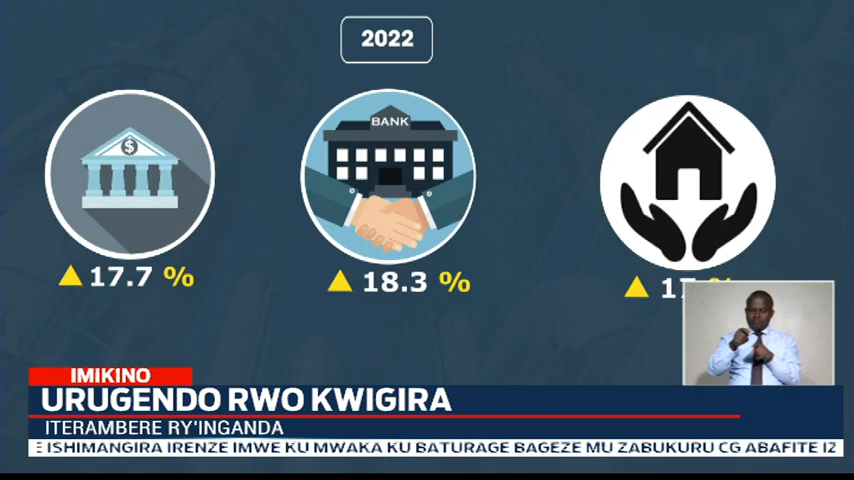 2022
$
BANK
17.7 %
18.3 %
IMIKINO
URUGENDO RWO KWIGIRA
ITERAMBERE RY'INGANDA
ISHIMANGIRA IRENZE IMWE KU MWAKA KU BATURAGE BAGEZE MU ZABUKURU CG ABAFITE